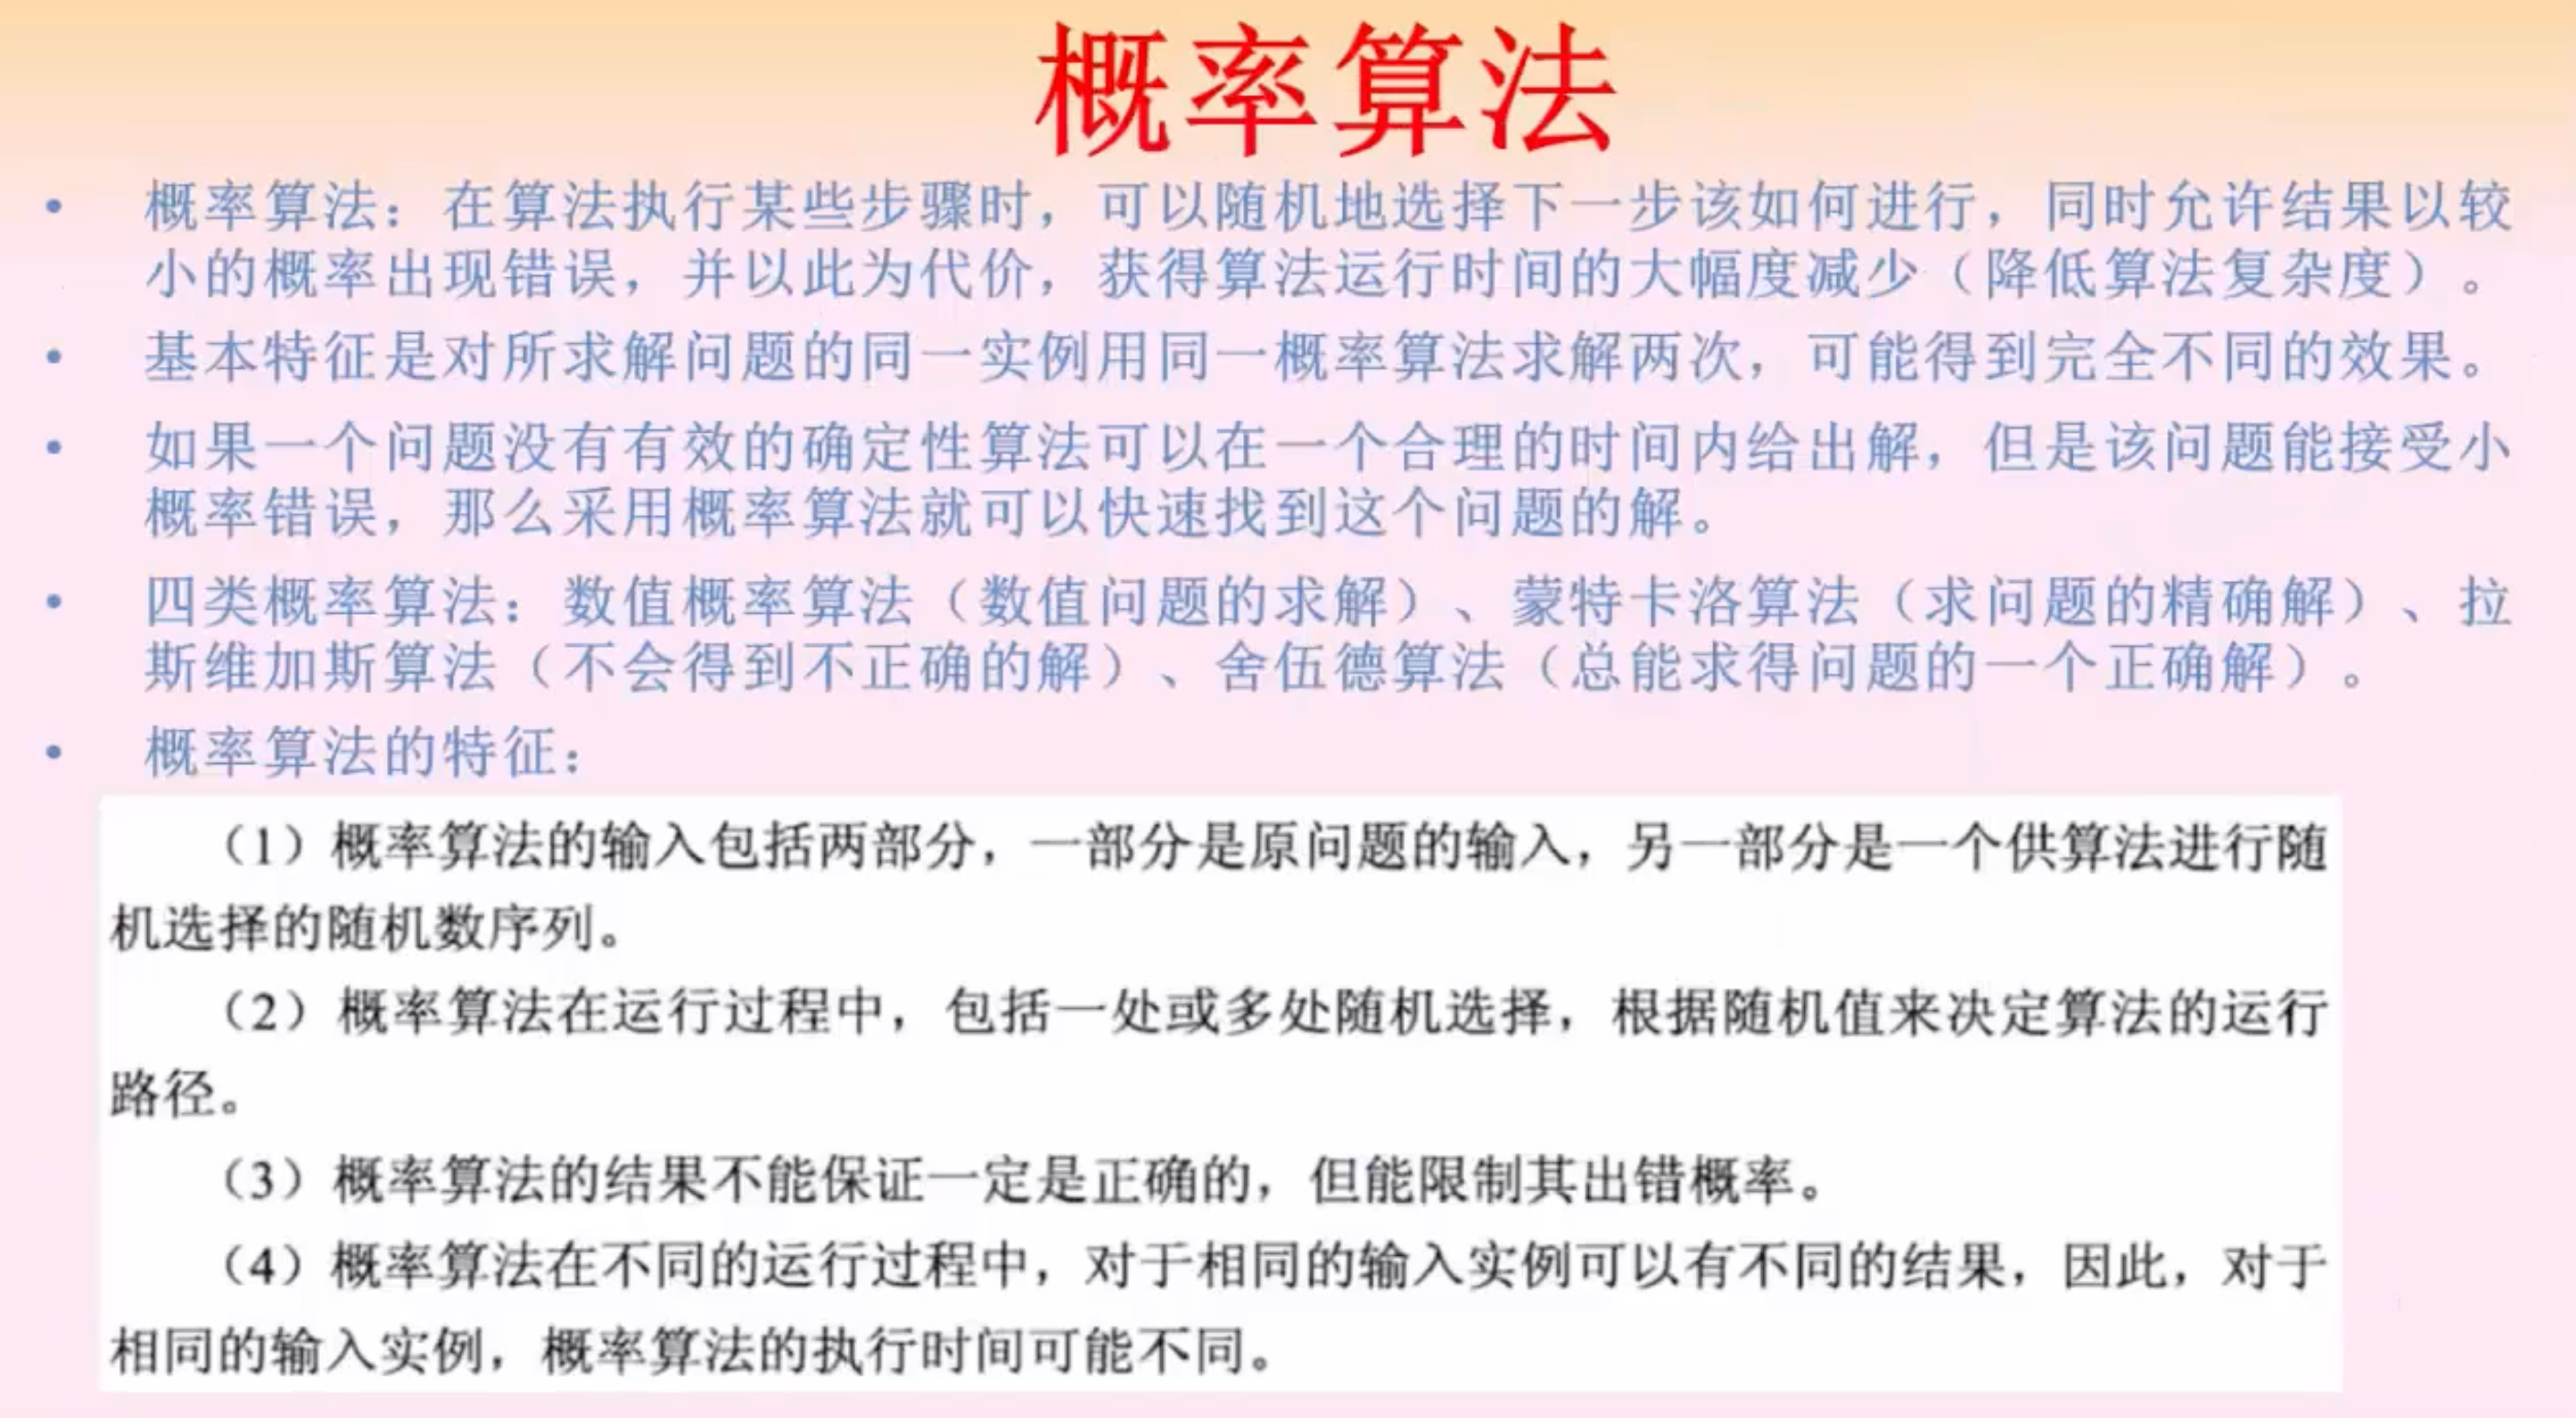 概率算法
• 概率算法：在算法执行某些步骤时，可以随机地选择下一步该如何进行，同时允许结果以较
小的概率出现错误，并以此为代价，获得算法运行时间的大幅度减少（降低算法复杂度）。
• 基本特征是对所求解问题的同一实例用同一概率算法求解两次，可能得到完全不同的效果。
• 如果一个问题没有有效的确定性算法可以在一个合理的时间内给出解，但是该问题能接受小
概率错误，那么采用概率算法就可以快速找到这个问题的解。
• 四类概率算法：数值概率算法（数值问题的求解）、蒙特卡洛算法（求问题的精确解）、拉
斯维加斯算法（不会得到不正确的解）、舍伍德算法（总能求得问题的一个正确解）。
• 概率算法的特征：
（1）概率算法的输入包括两部分，一部分是原问题的输入，另一部分是一个供算法进行随
机选择的随机数序列。
（2）概率算法在运行过程中，包括一处或多处随机选择，根据随机值来决定算法的运行
路径。
（3）概率算法的结果不能保证一定是正确的，但能限制其出错概率。
（4）概率算法在不同的运行过程中，对于相同的输入实例可以有不同的结果，因此，对于
相同的输入实例，概率算法的执行时间可能不同。